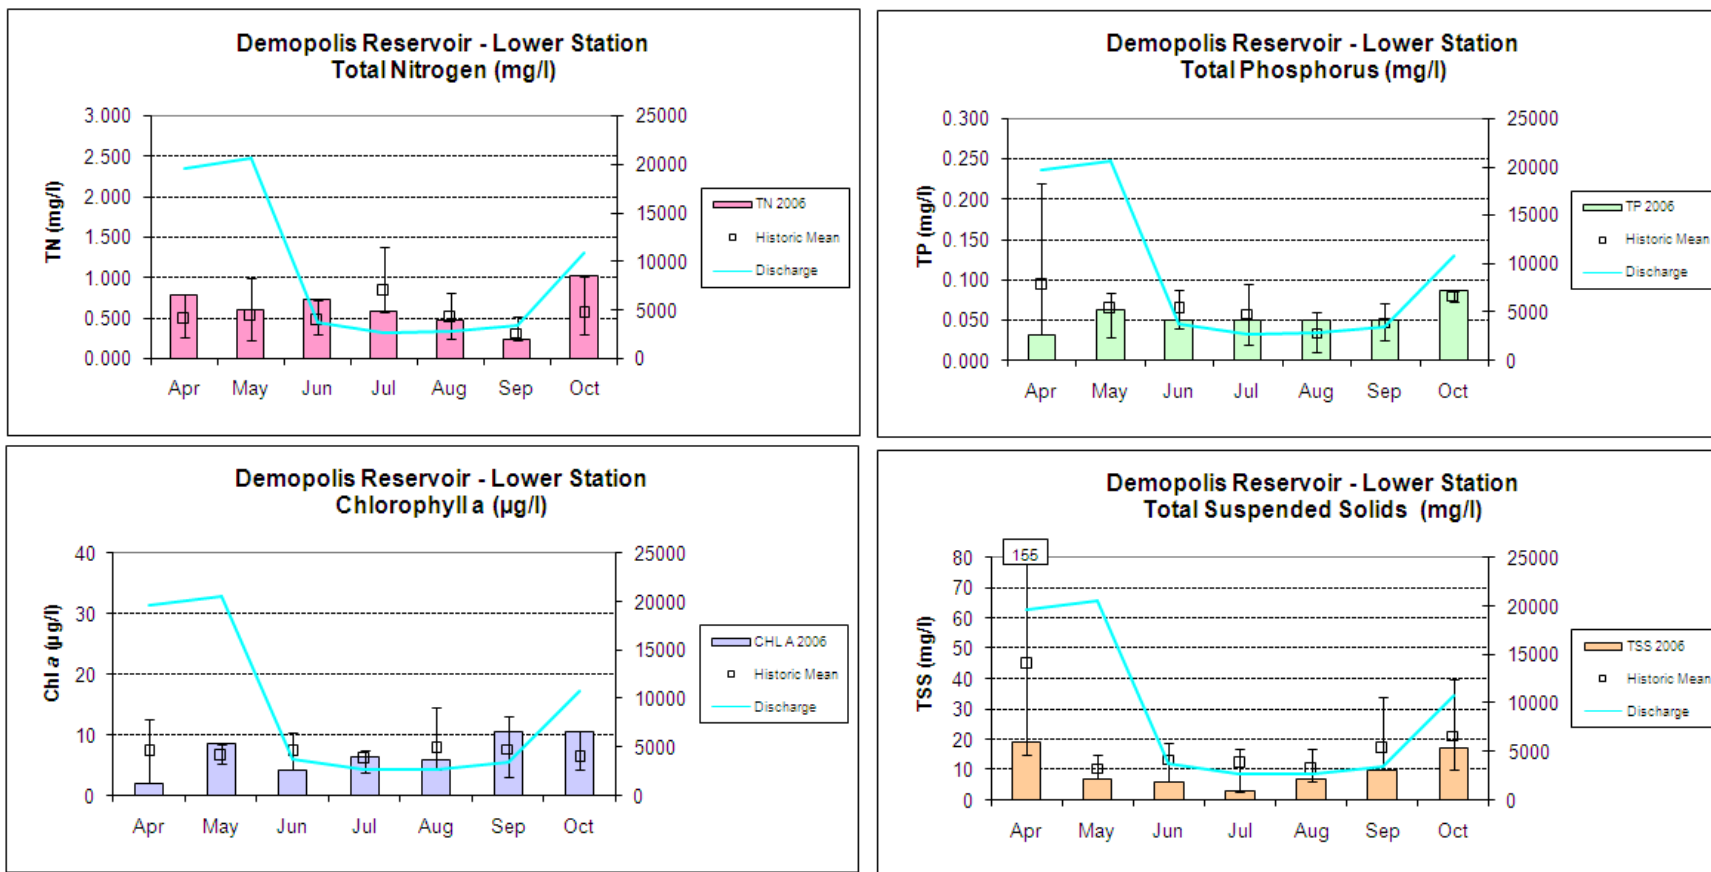 Demopolis Reservoir - Lower Station
Total Nitrogen (mg/l)
TN (mg/l)
3.000
2.500
2.000
1.500
1.000
0.500
0.000
25000
20000
15000
10000
5000
0
Apr May Jun Jul Aug Sep Oct
TN 2006
Historic Mean
Discharge
Demopolis Reservoir - Lower Station
Total Phosphorus (mg/l)
TP (mg/l)
0.300
0.250
0.200
0.150
0.100
0.050
0.000
25000
20000
15000
10000
5000
0
Apr May Jun Jul Aug Sep Oct
TP 2006
Historic Mean
Discharge
Demopolis Reservoir - Lower Station
Chlorophyll a (µg/l)
Chl a (µg/l)
40
30
20
10
0
25000
20000
15000
10000
5000
0
Apr May Jun Jul Aug Sep Oct
CHL A 2006
Historic Mean
Discharge
Demopolis Reservoir - Lower Station
Total Suspended Solids (mg/l)
TSS (mg/l)
155
80
70
60
50
40
30
20
10
0
25000
20000
15000
10000
5000
0
Apr May Jun Jul Aug Sep Oct
TSS 2006
Historic Mean
Discharge